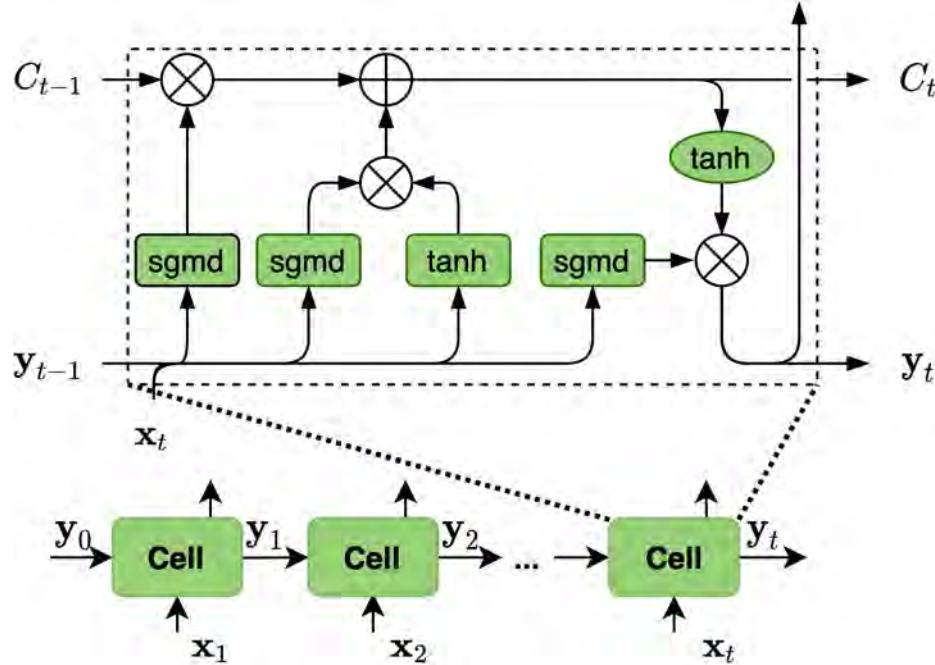 C_{t-1} C_t
tanh
sgmd sgmd tanh sgmd
y_{t-1} y_t
x_t
y_0 y_1 y_2 y_t
Cell Cell ... Cell
x_1 x_2 x_t